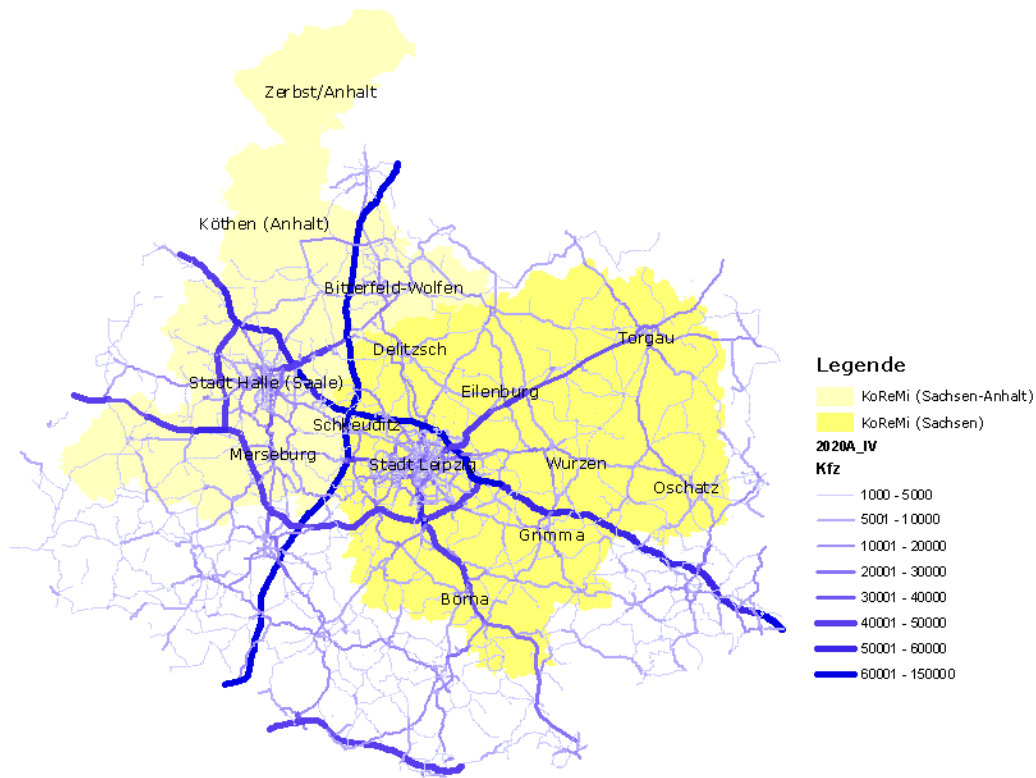 Zerbst/Anhalt
Köthen (Anhalt)
Bitterfeld-Wolfen
Torgau
Delitzsch
Stadt Halle (Saale)
Eilenburg
Schkeuditz
Merseburg
Stadt Leipzig
Wurzen
Oschatz
Grimma
Borna
Legende
KoReMi (Sachsen-Anhalt)
KoReMi (Sachsen)
2020A_IV
Kfz
1000 - 5000
5001 - 10000
10001 - 20000
20001 - 30000
30001 - 40000
40001 - 50000
50001 - 60000
60001 - 150000